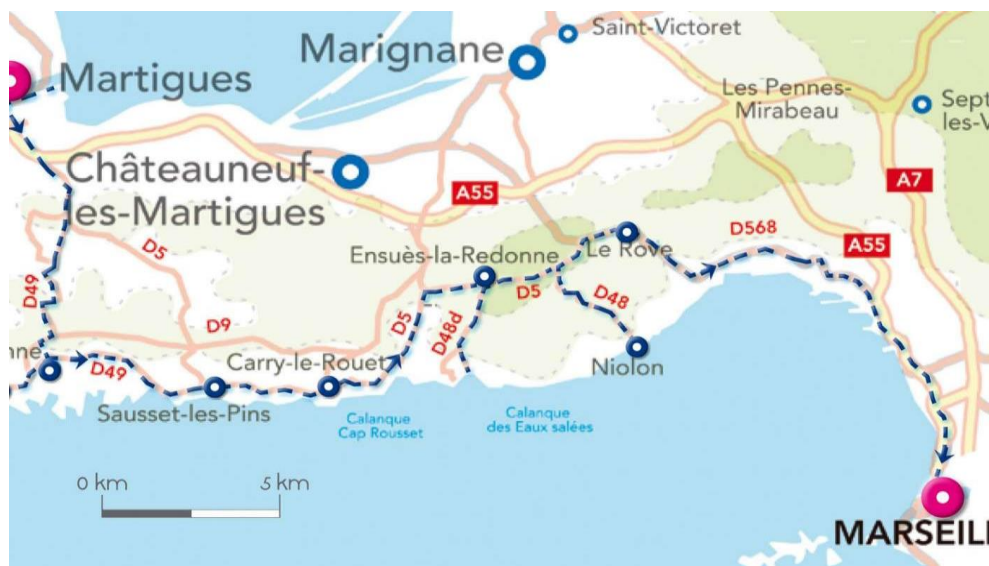 Saint-Victoret
Marignane
Martigues
Les Pennes-
Mirabeau
Sept
les-V
Châteauneuf-
les-Martigues
A55
A7
D568
Le Rove
A55
Ensuès-la-Redonne
D5
D49
D5
D5
D48
D48d
D9
nne
D49
Carry-le-Rouet
Niolon
Sausset-les-Pins
Calanque
Cap Rousset
Calanque
des Eaux salées
0 km
5 km
MARSEILL